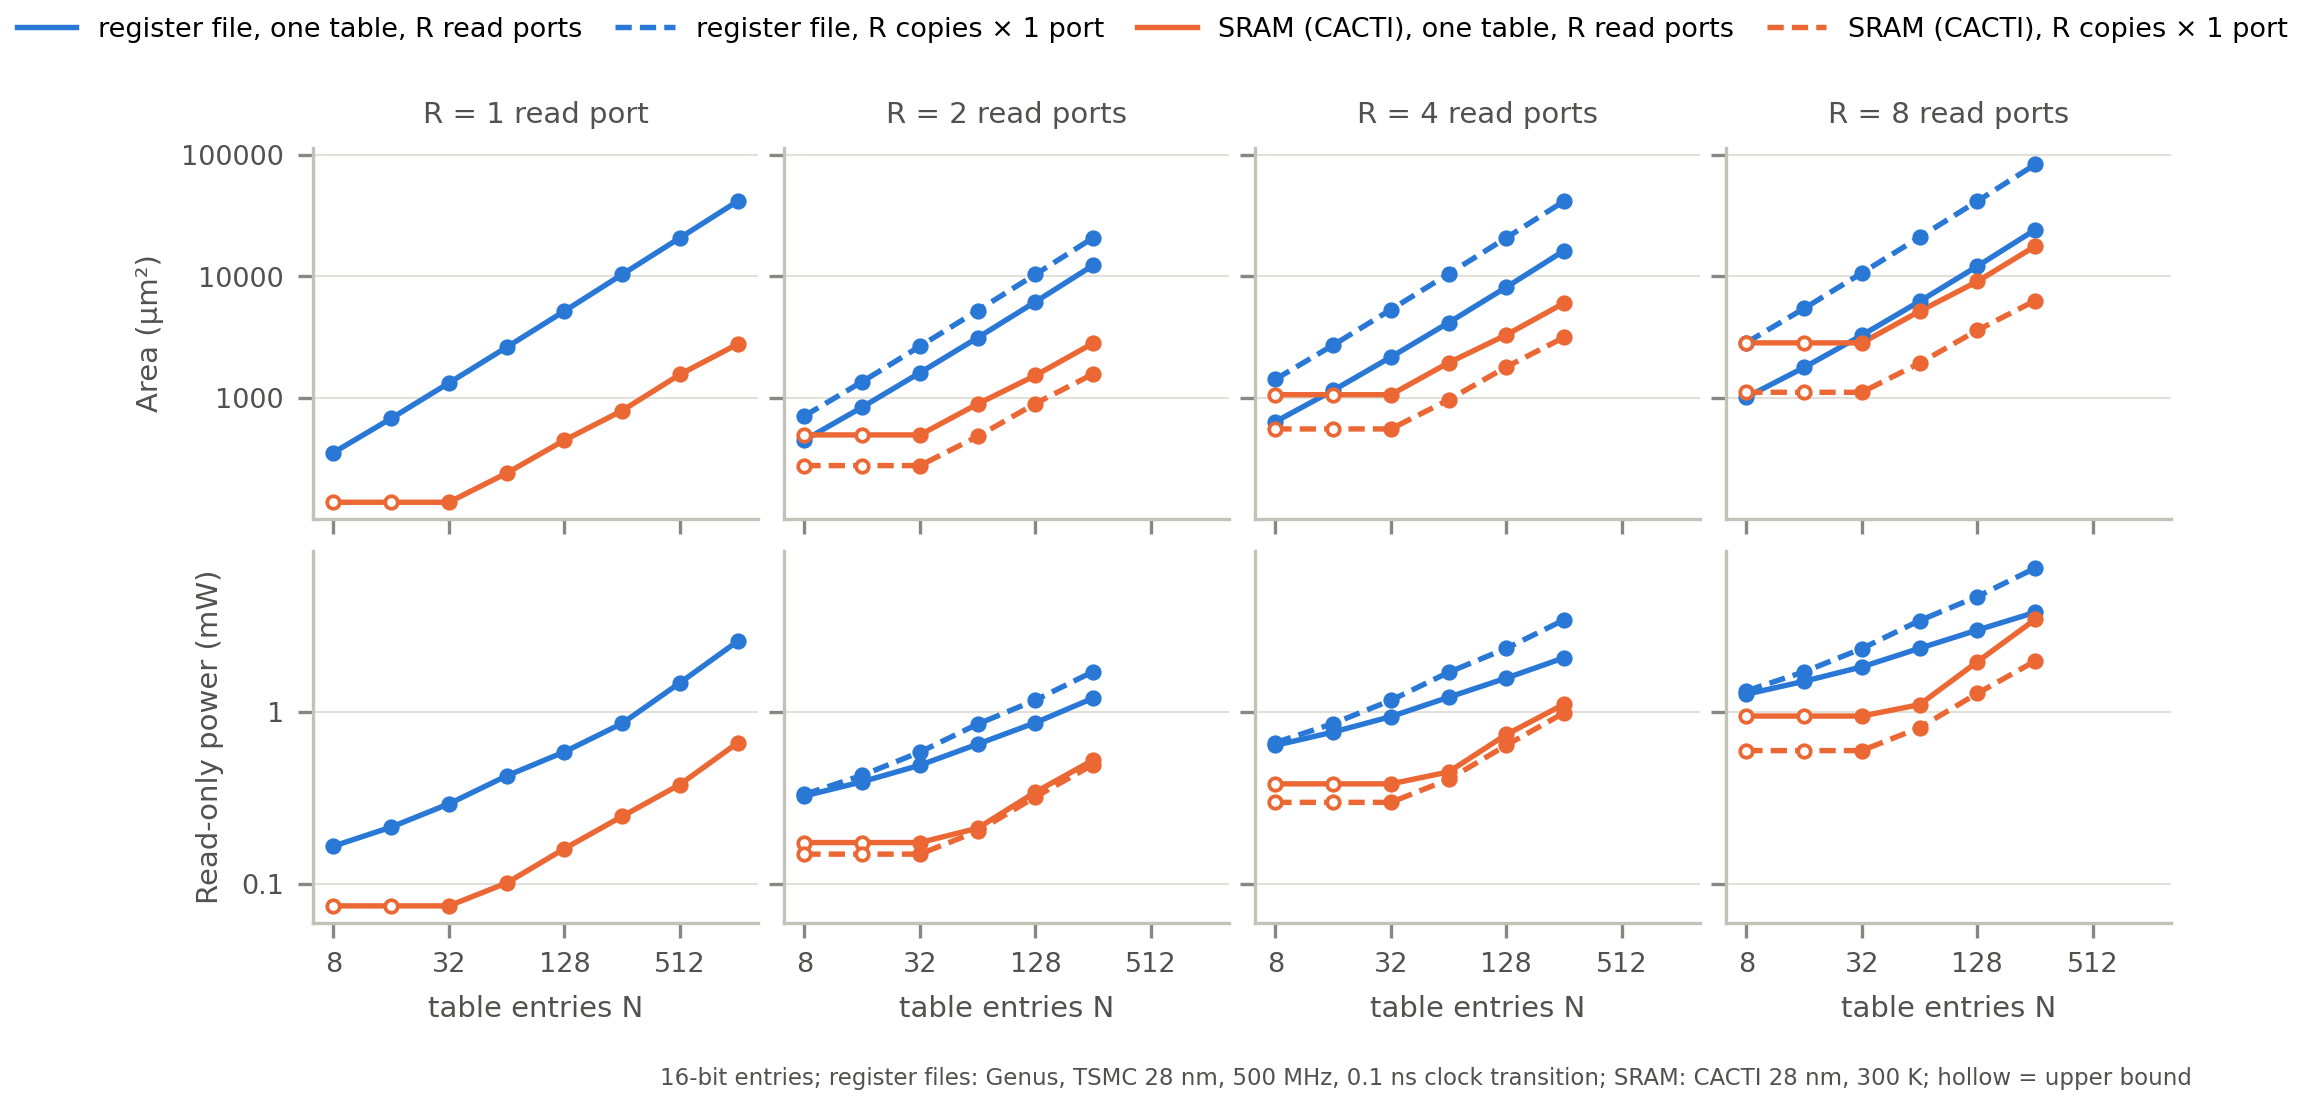 register file, one table, R read ports register file, R copies × 1 port SRAM (CACTI), one table, R read ports SRAM (CACTI), R copies × 1 port
R = 1 read port R = 2 read ports R = 4 read ports R = 8 read ports
Area (μm²)
100000
10000
1000
Read-only power (mW)
1
0.1
8 32 128 512 8 32 128 512 8 32 128 512 8 32 128 512
table entries N table entries N table entries N table entries N
16-bit entries; register files: Genus, TSMC 28 nm, 500 MHz, 0.1 ns clock transition; SRAM: CACTI 28 nm, 300 K; hollow = upper bound